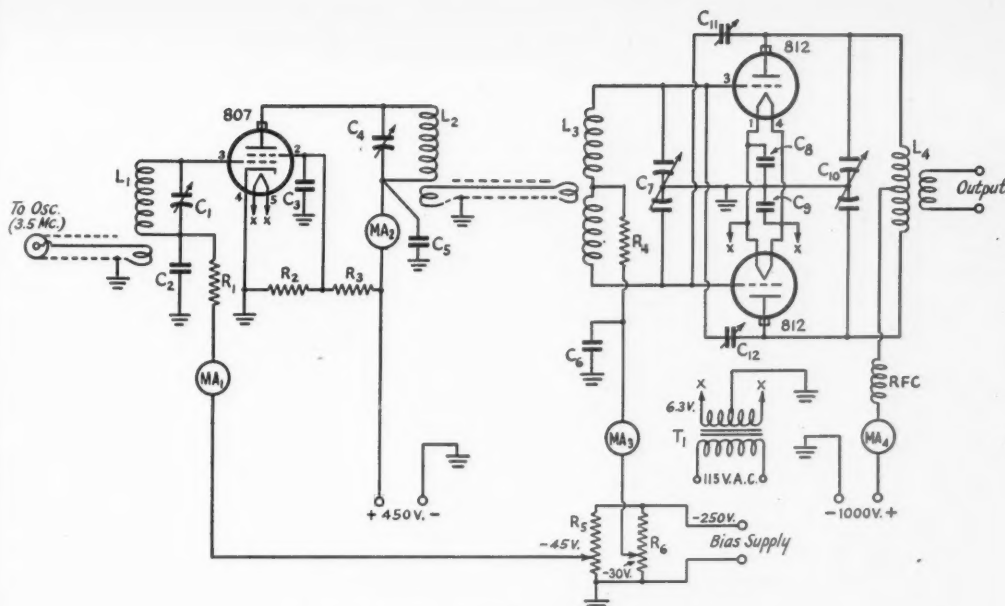 C₁₁
812
3
1
4
807
C₄
L₂
L₃
C₈
C₁₀
L₄
3
2
L₁
C₁
4
5
C₃
C₇
C₉
Output
To Osc.
(3.5 MC.)
X X
MA₂
R₄
X
X
C₅
C₂
R₁
R₂
R₃
812
C₆
C₁₂
MA₁
X
X
RFC
6.3V.
MA₃
T₁
MA₄
115 V.A.C.
+ 450V. -
-1000V.+
R₅
-250V.
-45V.
R₆
Bias Supply
-30V.